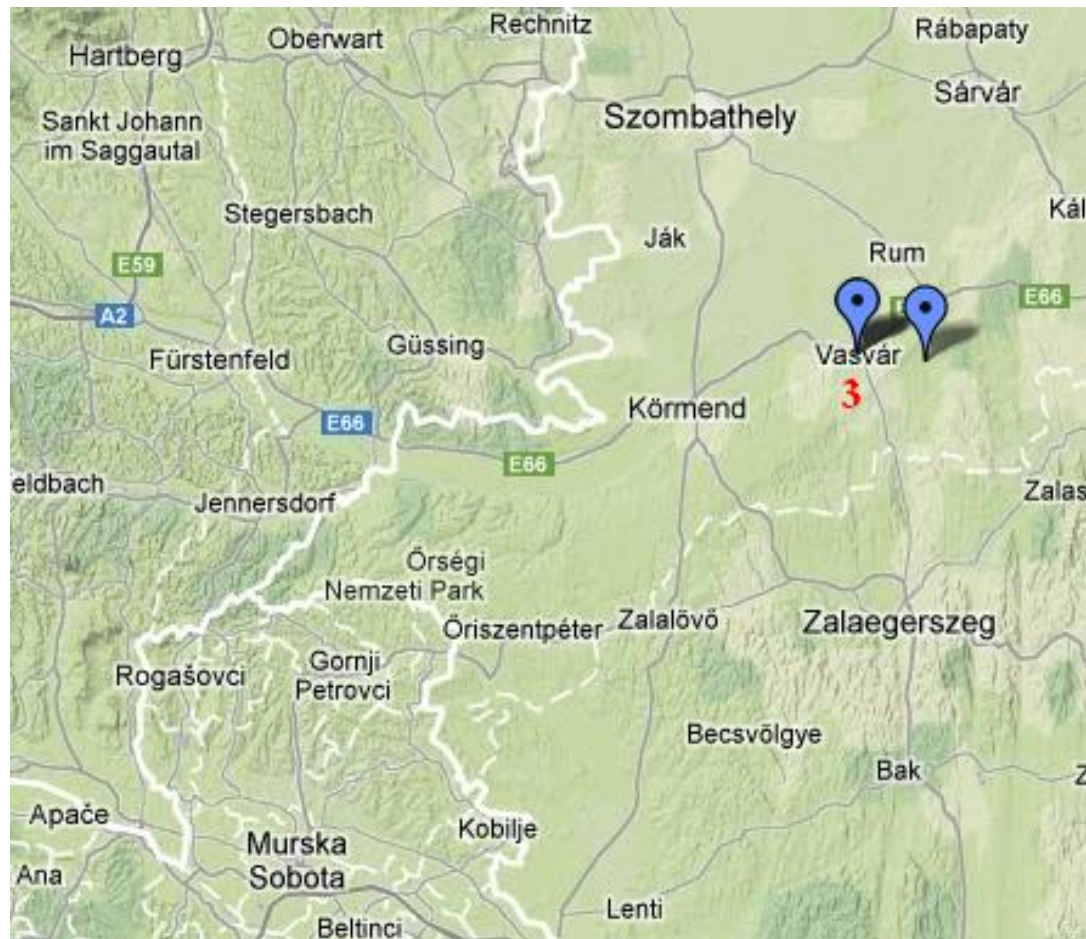 Rechnitz
Oberwart
Rábapaty
Hartberg
Sárvár
Szombathely
Sankt Johann
im Saggautal
Stegersbach
Kál
Ják
Rum
E59
E66
A2
Güssing
Fürstenfeld
Vasvár
3
Körmend
E66
E66
eldbach
Jennersdorf
Zalas
Őrségi
Nemzeti Park
Őriszentpéter
Zalalövő
Zalaegerszeg
Gornji
Petrovci
Rogašovci
Becsvölgye
Bak
Z
Apače
Kobilje
Murska
Sobota
Ana
Lenti
Beltinci